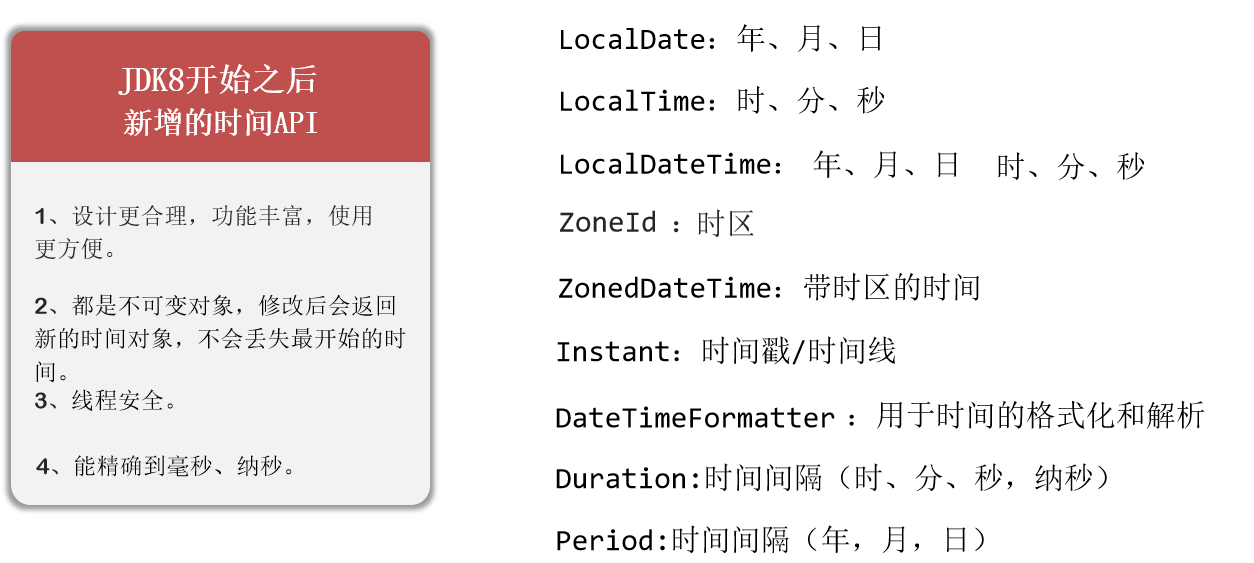 JDK8开始之后
新增的时间API
1、设计更合理，功能丰富，使用
更方便。
2、都是不可变对象，修改后会返回
新的时间对象，不会丢失最开始的时
间。
3、线程安全。
4、能精确到毫秒、纳秒。
LocalDate：年、月、日
LocalTime：时、分、秒
LocalDateTime： 年、月、日 时、分、秒
ZoneId ：时区
ZonedDateTime：带时区的时间
Instant：时间戳/时间线
DateTimeFormatter ：用于时间的格式化和解析
Duration:时间间隔（时、分、秒，纳秒）
Period:时间间隔（年，月，日）